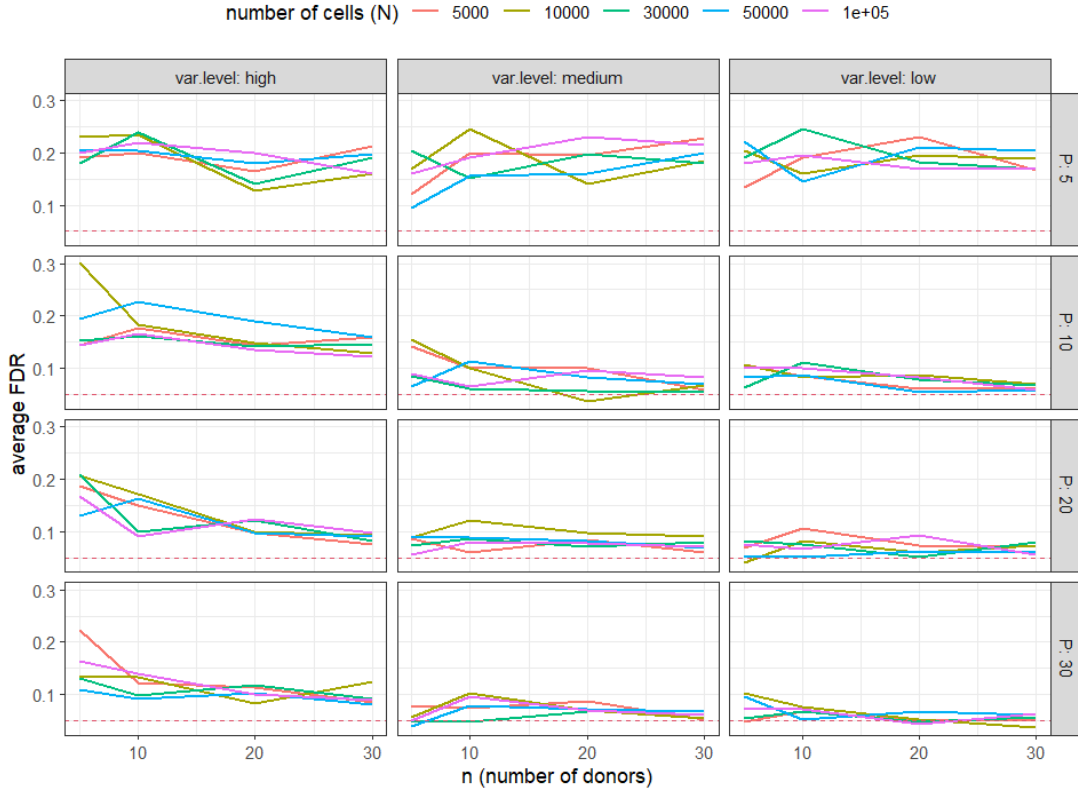 number of cells (N) 5000 10000 30000 50000 1e+05
var.level: high var.level: medium var.level: low
0.3
0.2
0.1
P: 5
0.3
0.2
0.1
P: 10
0.3
0.2
0.1
P: 20
0.3
0.2
0.1
P: 30
average FDR
10 20 30 10 20 30 10 20 30
n (number of donors)